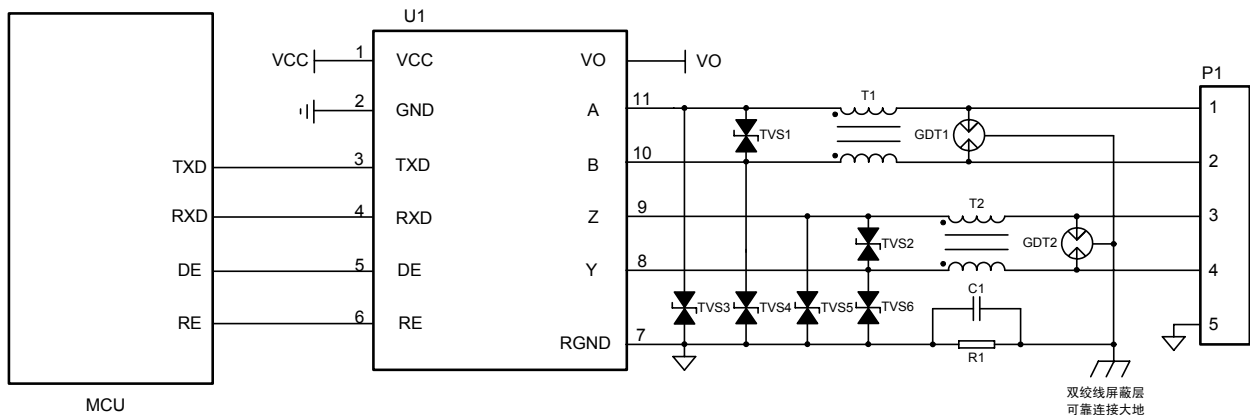 U1
P1
VCC
1
VCC
VO
VO
2
GND
A
11
T1
1
TVS1
GDT1
B
10
2
TXD
3
TXD
RXD
4
RXD
Z
9
T2
3
TVS2
GDT2
DE
5
DE
Y
8
4
C1
TVS3
TVS4
TVS5
TVS6
RE
6
RE
RGND
7
5
R1
MCU
双绞线屏蔽层
可靠连接大地